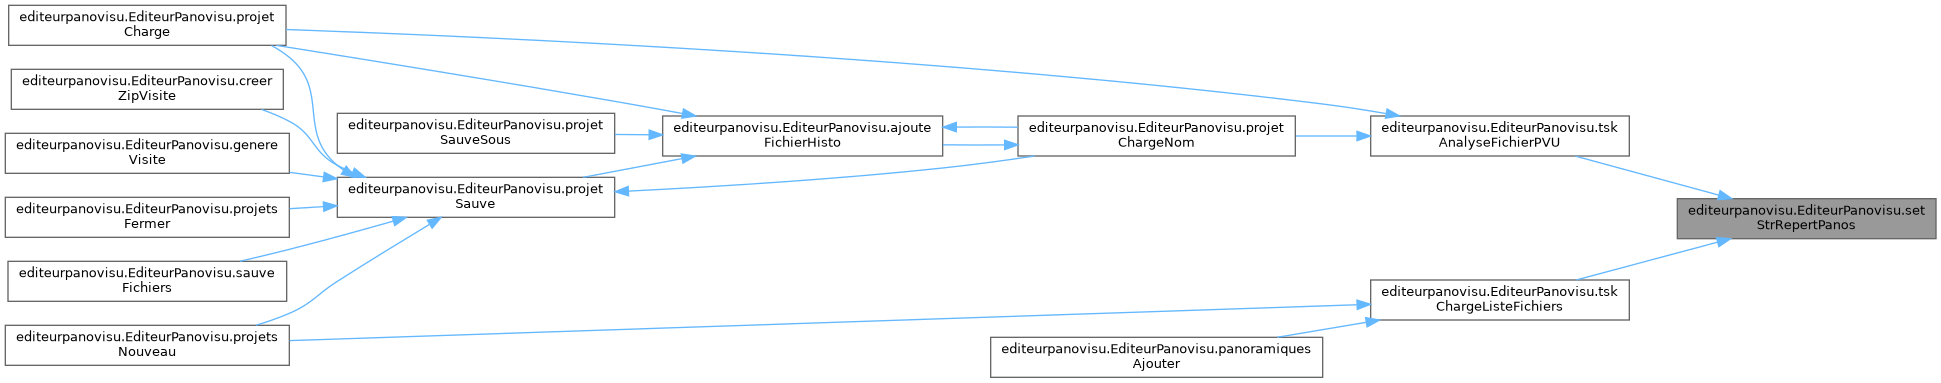 editeurpanovisu.EditeurPanovisu.projet
Charge
editeurpanovisu.EditeurPanovisu.creer
ZipVisite
editeurpanovisu.EditeurPanovisu.genere
Visite
editeurpanovisu.EditeurPanovisu.projets
Fermer
editeurpanovisu.EditeurPanovisu.sauve
Fichiers
editeurpanovisu.EditeurPanovisu.projets
Nouveau
editeurpanovisu.EditeurPanovisu.projet
SauveSous
editeurpanovisu.EditeurPanovisu.projet
Sauve
editeurpanovisu.EditeurPanovisu.ajoute
FichierHisto
editeurpanovisu.EditeurPanovisu.projet
ChargeNom
editeurpanovisu.EditeurPanovisu.panoramiques
Ajouter
editeurpanovisu.EditeurPanovisu.tsk
AnalyseFichierPVU
editeurpanovisu.EditeurPanovisu.tsk
ChargeListeFichiers
editeurpanovisu.EditeurPanovisu.set
StrRepertPanos